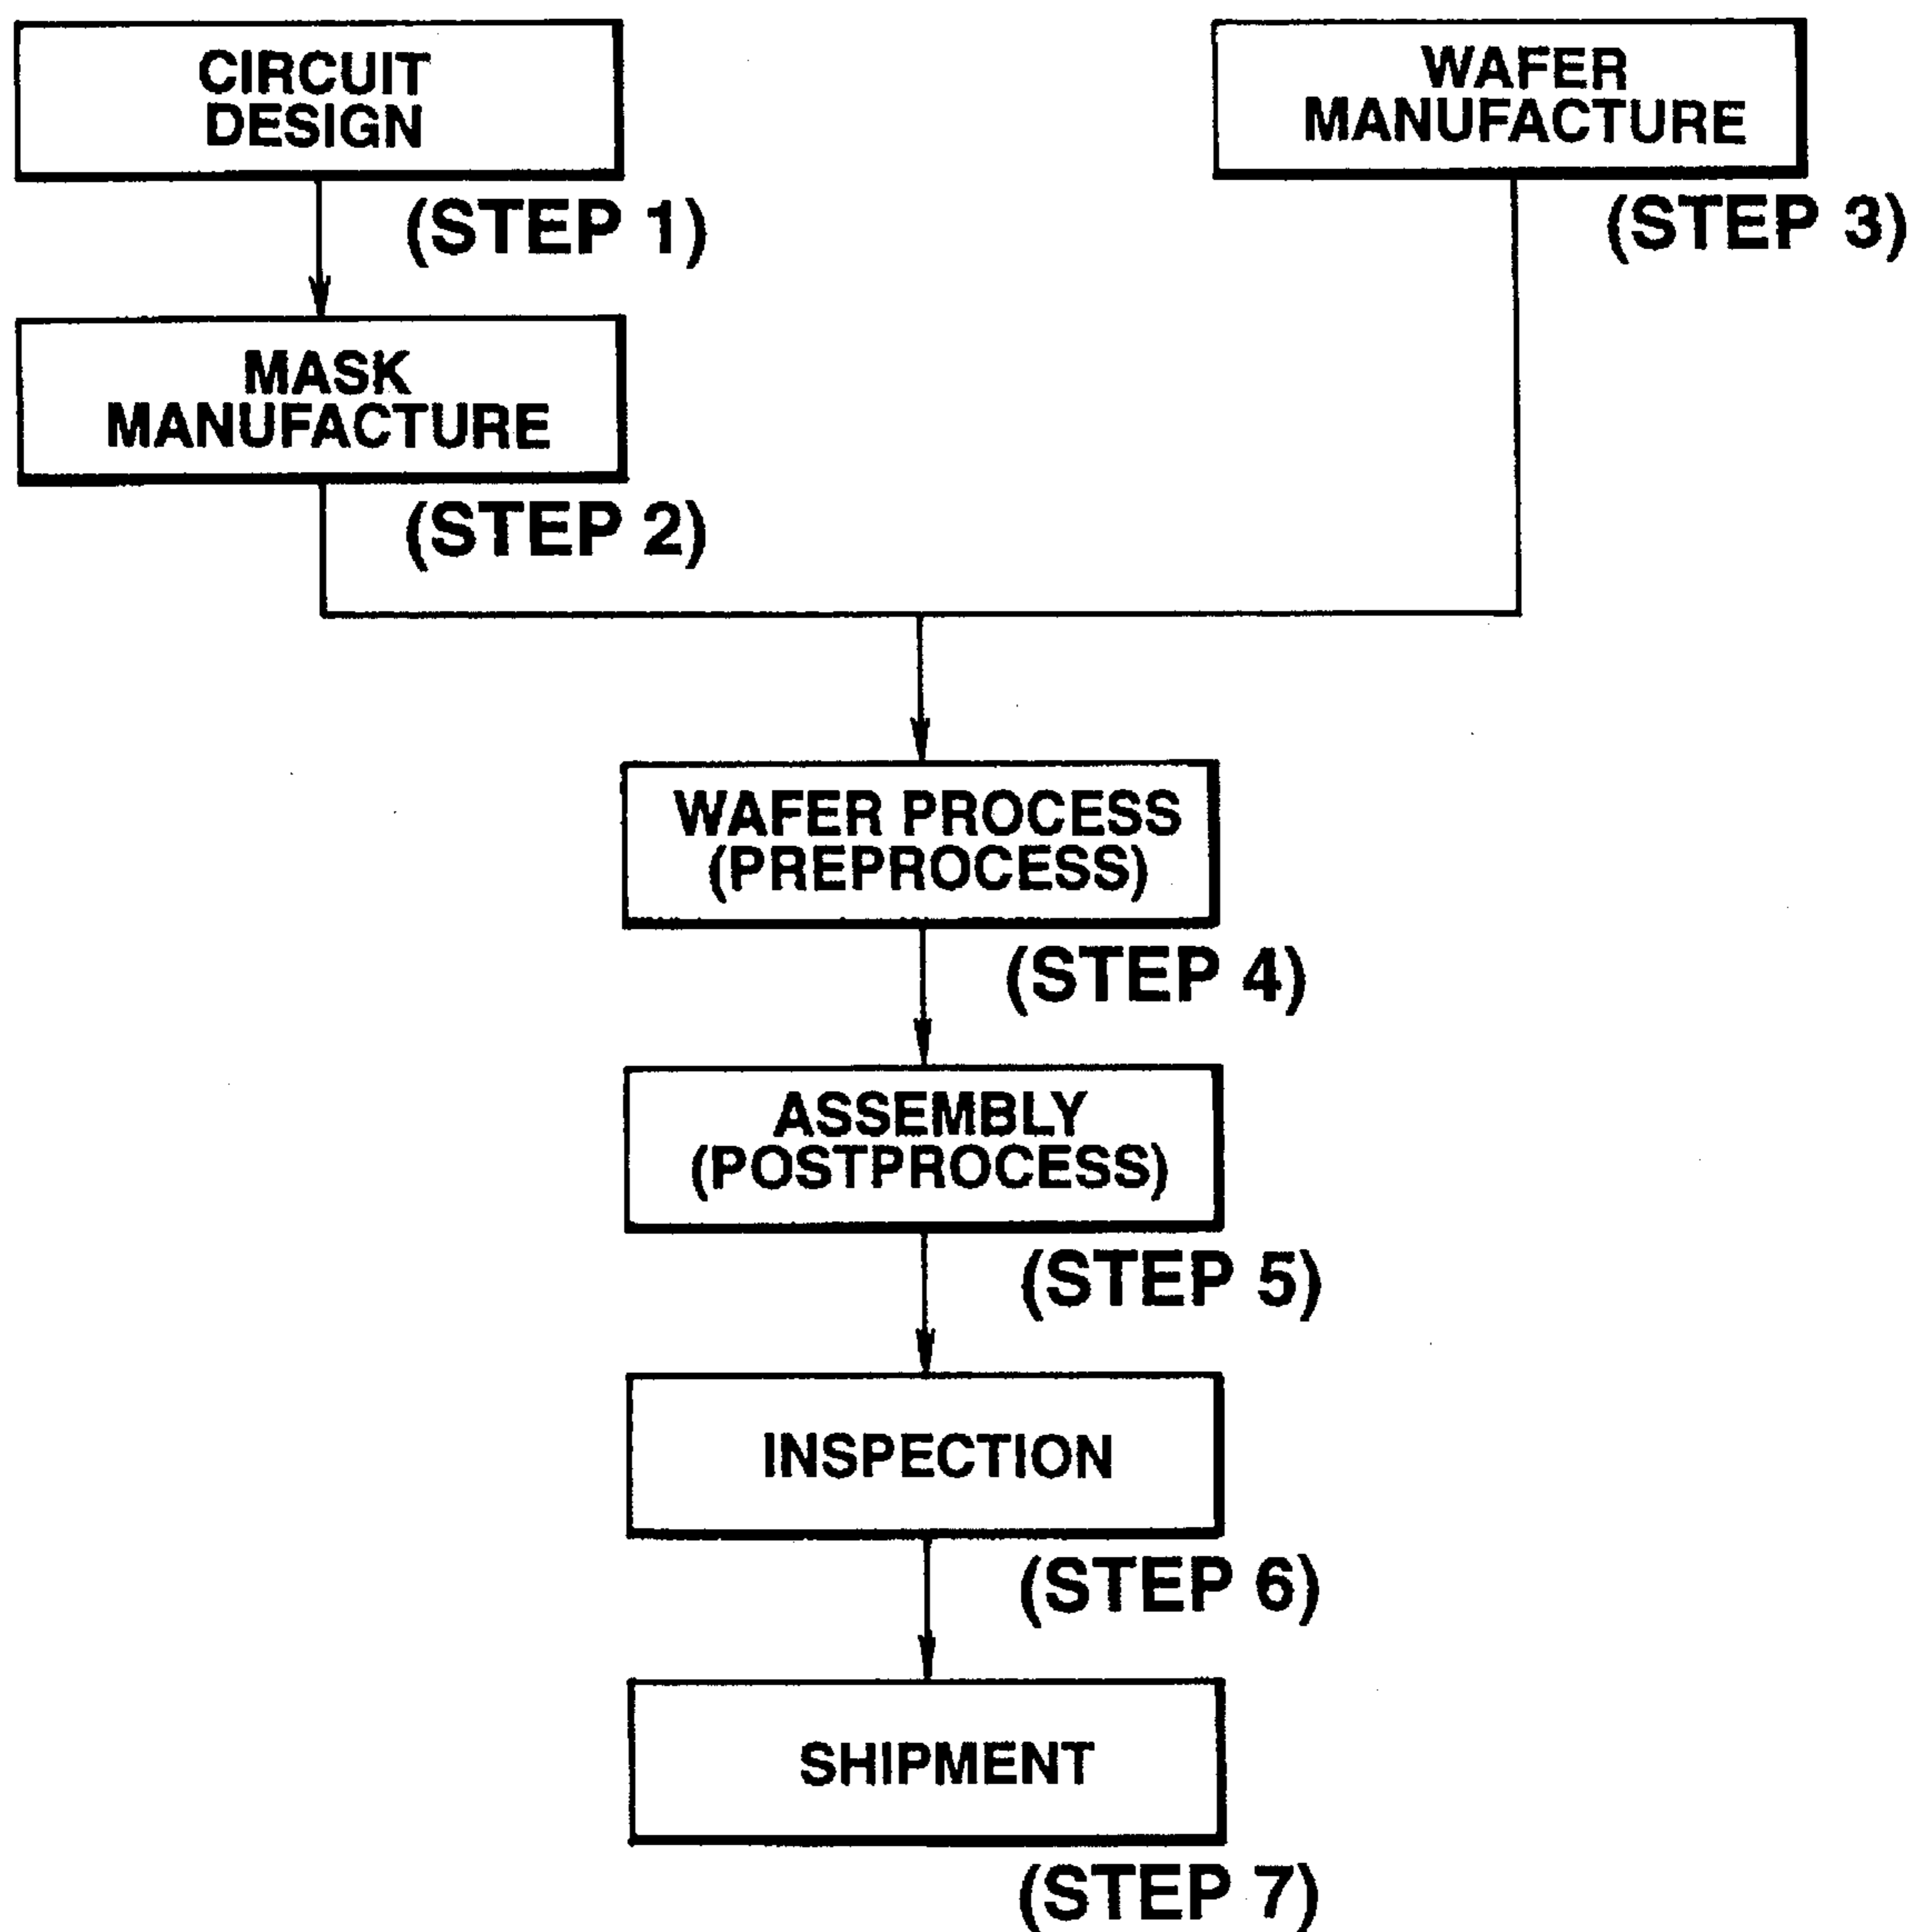 CIRCUIT
DESIGN
(STEP 1)
WAFER
MANUFACTURE
(STEP 3)
MASK
MANUFACTURE
(STEP 2)
WAFER PROCESS
(PREPROCESS)
(STEP 4)
ASSEMBLY
(POSTPROCESS)
(STEP 5)
INSPECTION
(STEP 6)
SHIPMENT
(STEP 7)